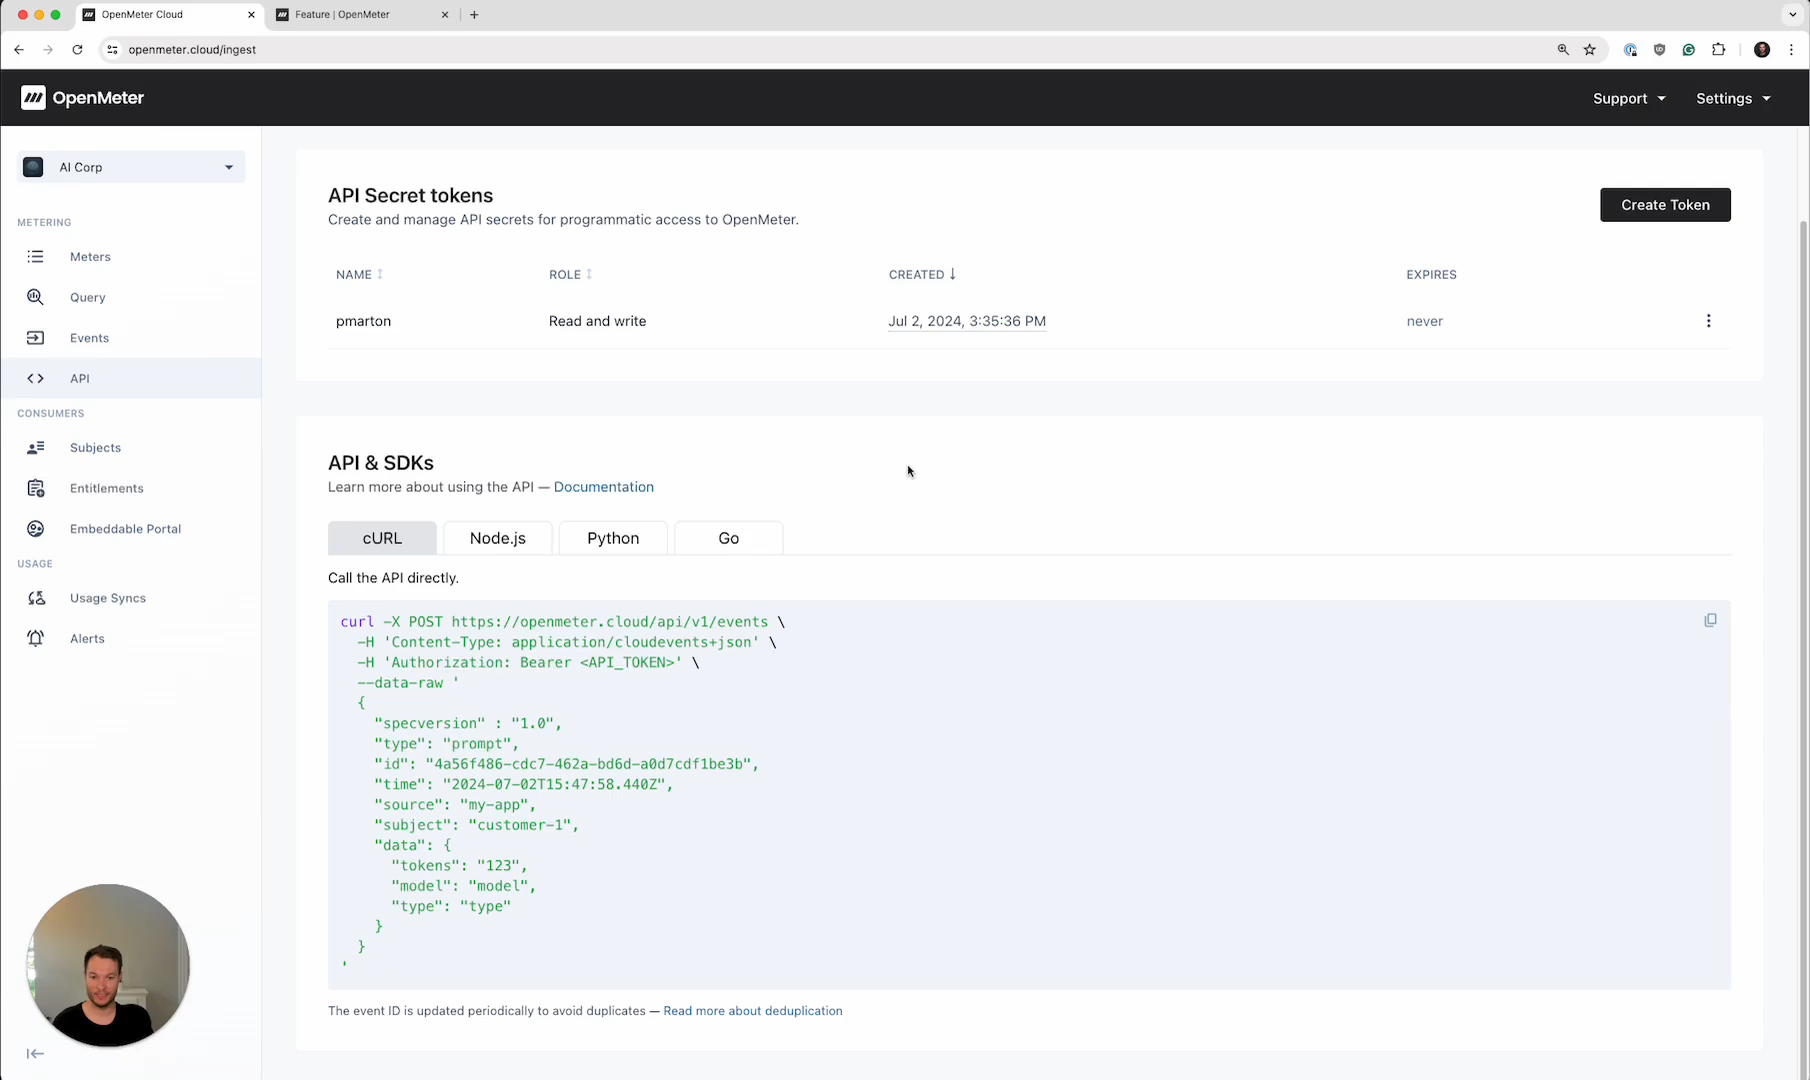 OpenMeter Cloud
Feature | OpenMeter
openmeter.cloud/ingest
OpenMeter
Support
Settings
AI Corp
METERING
Meters
Query
Events
API
CONSUMERS
Subjects
Entitlements
Embeddable Portal
USAGE
Usage Syncs
Alerts
API Secret tokens
Create and manage API secrets for programmatic access to OpenMeter.
Create Token
NAME ROLE CREATED EXPIRES
pmarton Read and write Jul 2, 2024, 3:35:36 PM never
API & SDKs
Learn more about using the API — Documentation
cURL Node.js Python Go
Call the API directly.
curl -X POST https://openmeter.cloud/api/v1/events \
-H 'Content-Type: application/cloudevents+json' \
-H 'Authorization: Bearer <API_TOKEN>' \
--data-raw '
{
"specversion" : "1.0",
"type": "prompt",
"id": "4a56f486-cdc7-462a-bd6d-a0d7cdf1be3b",
"time": "2024-07-02T15:47:58.440Z",
"source": "my-app",
"subject": "customer-1",
"data": {
"tokens": "123",
"model": "model",
"type": "type"
}
}
'
The event ID is updated periodically to avoid duplicates — Read more about deduplication